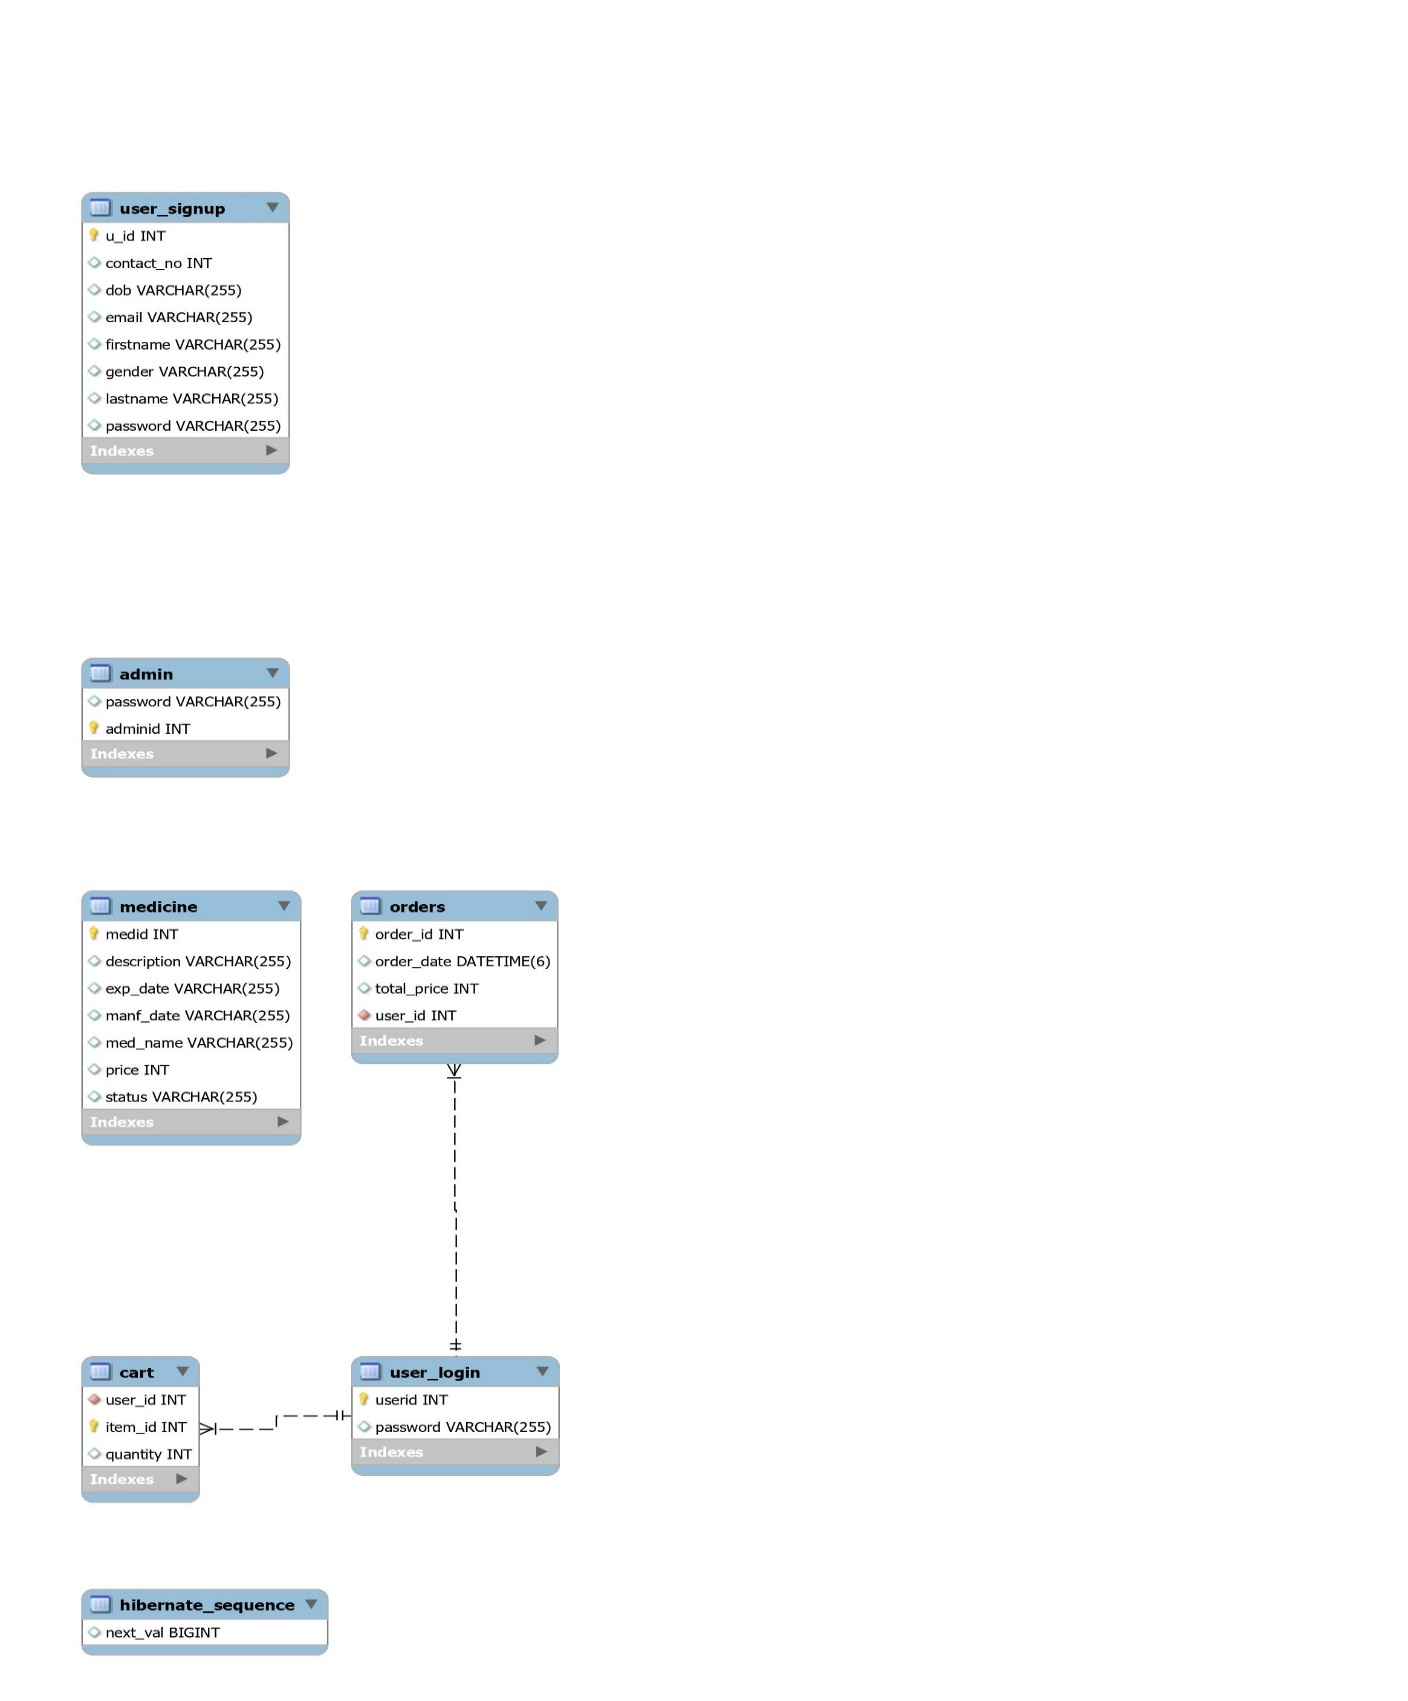 user_signup
u_id INT
contact_no INT
dob VARCHAR(255)
email VARCHAR(255)
firstname VARCHAR(255)
gender VARCHAR(255)
lastname VARCHAR(255)
password VARCHAR(255)
Indexes
admin
password VARCHAR(255)
adminid INT
Indexes
medicine
medid INT
description VARCHAR(255)
exp_date VARCHAR(255)
manf_date VARCHAR(255)
med_name VARCHAR(255)
price INT
status VARCHAR(255)
Indexes
orders
order_id INT
order_date DATETIME(6)
total_price INT
user_id INT
Indexes
cart
user_id INT
item_id INT
quantity INT
Indexes
user_login
userid INT
password VARCHAR(255)
Indexes
hibernate_sequence
next_val BIGINT